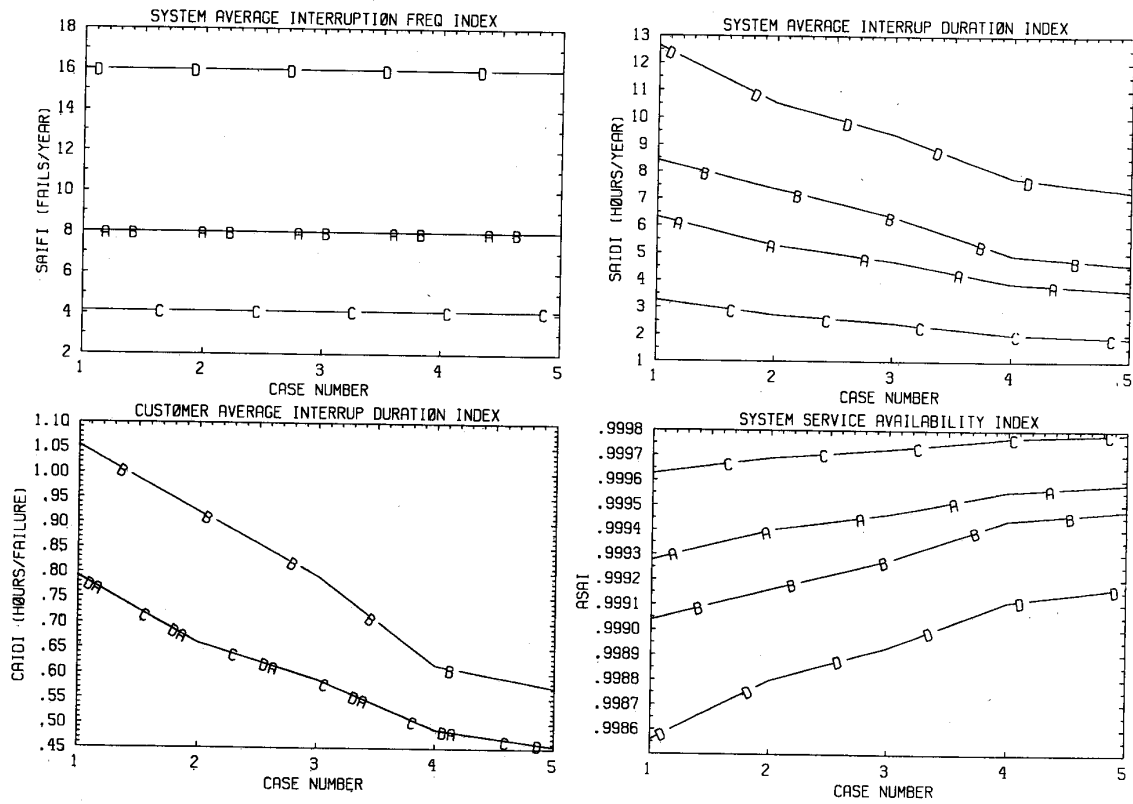 SYSTEM AVERAGE INTERRUPTIØN FREQ INDEX
18
16
14
12
10
8
6
4
2
SAIFI (FAILS/YEAR)
D D D D D
A B A B A B A B A B
C C C C C
1 2 3 4 5
CASE NUMBER
SYSTEM AVERAGE INTERRUP DURATIØN INDEX
13
12
11
10
9
8
7
6
5
4
3
2
1
SAIDI (HØURS/YEAR)
D D D D D
B B B B B
A A A A A
C C C C C
1 2 3 4 5
CASE NUMBER
CUSTØMER AVERAGE INTERRUP DURATIØN INDEX
1.10
1.05
1.00
.95
.90
.85
.80
.75
.70
.65
.60
.55
.50
.45
CAIDI (HØURS/FAILURE)
B B B B B
DA C DA C DA C DA C DA C D
1 2 3 4 5
CASE NUMBER
SYSTEM SERVICE AVAILABILITY INDEX
.9998
.9997
.9996
.9995
.9994
.9993
.9992
.9991
.9990
.9989
.9988
.9987
.9986
ASAI
C C C C C
A A A A A
B B B B B
D D D D D D
1 2 3 4 5
CASE NUMBER